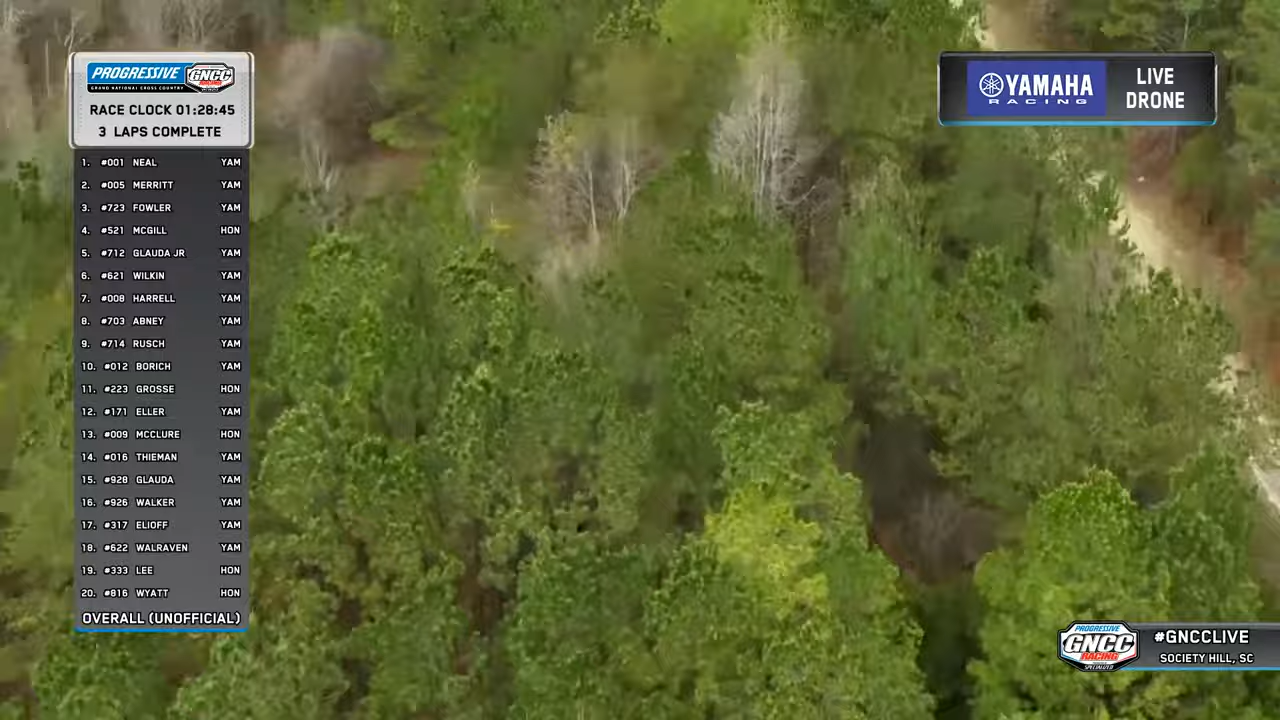 PROGRESSIVE GNCC RACING
GRAND NATIONAL CROSS COUNTRY
RACE CLOCK 01:28:45
3 LAPS COMPLETE
1. #001 NEAL YAM
2. #005 MERRITT YAM
3. #723 FOWLER YAM
4. #521 MCGILL HON
5. #712 GLAUDA JR YAM
6. #621 WILKIN YAM
7. #008 HARRELL YAM
8. #703 ABNEY YAM
9. #714 RUSCH YAM
10. #012 BORICH YAM
11. #223 GROSSE HON
12. #171 ELLER YAM
13. #009 MCCLURE HON
14. #016 THIEMAN YAM
15. #928 GLAUDA YAM
16. #926 WALKER YAM
17. #317 ELIOFF YAM
18. #622 WALRAVEN YAM
19. #333 LEE HON
20. #816 WYATT HON
OVERALL (UNOFFICIAL)
YAMAHA
RACING
LIVE
DRONE
PROGRESSIVE
GNCC
RACING
SPECIALIZED
#GNCCLIVE
SOCIETY HILL, SC